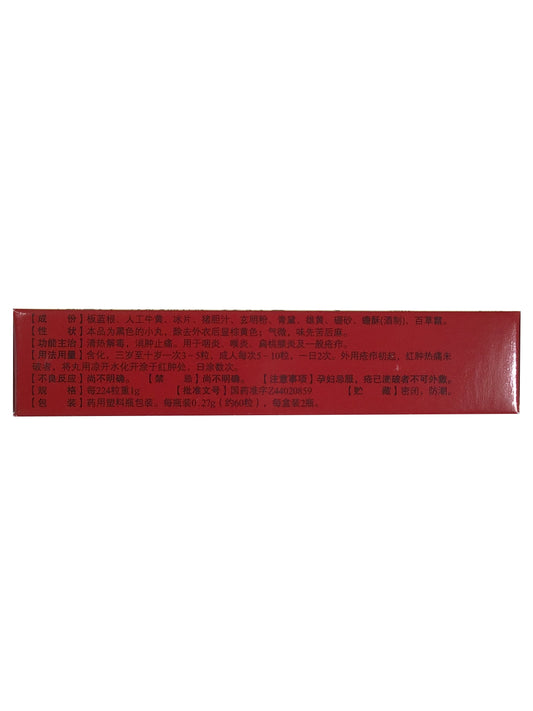 【成　份】板蓝根、人工牛黄、冰片、猪胆汁、玄明粉、青黛、雄黄、硼砂、蟾酥(酒制)、百草霜。
【性　状】本品为黑色的小丸，除去外衣后显棕黄色；气微，味先苦后麻。
【功能主治】清热解毒，消肿止痛。用于咽炎、喉炎、扁桃腺炎及一般疮疖。
【用法用量】含化，三岁至十岁一次3~5粒，成人每次5~10粒，一日2次。外用疮疖初起，红肿热痛未
破者，将丸用凉开水化开涂于红肿处，日涂数次。
【不良反应】尚不明确。【禁　忌】尚不明确。【注意事项】孕妇忌服，疮已溃破者不可外敷。
【规　格】每224粒重1g【批准文号】国药准字Z44020859【贮　藏】密闭，防潮。
【包　装】药用塑料瓶包装。每瓶装0.27g（约60粒），每盒装2瓶。